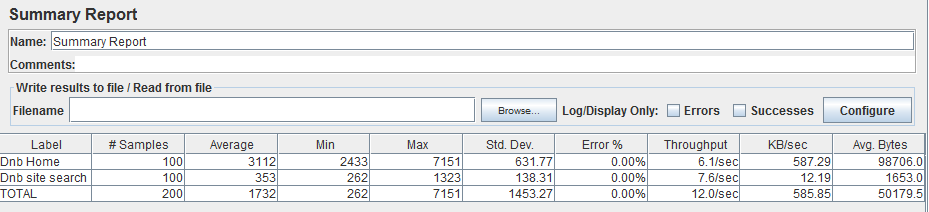 Summary Report
Name: Summary Report
Comments:
Write results to file / Read from file
Filename Browse... Log/Display Only: Errors Successes Configure
Label # Samples Average Min Max Std. Dev. Error % Throughput KB/sec Avg. Bytes
Dnb Home 100 3112 2433 7151 631.77 0.00% 6.1/sec 587.29 98706.0
Dnb site search 100 353 262 1323 138.31 0.00% 7.6/sec 12.19 1653.0
TOTAL 200 1732 262 7151 1453.27 0.00% 12.0/sec 585.85 50179.5